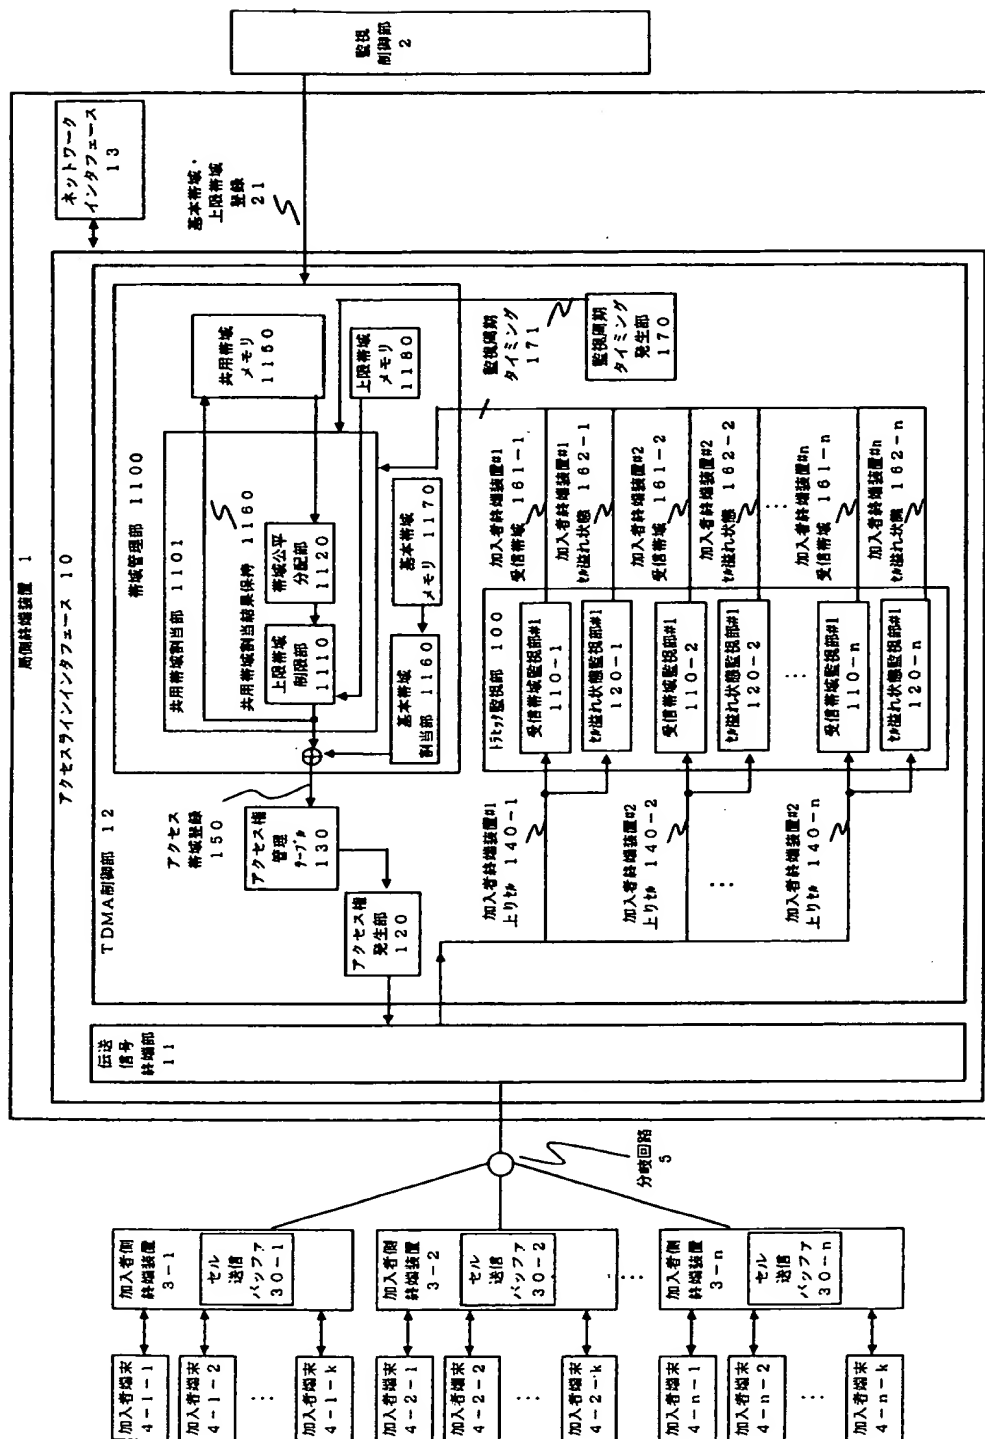 局側終端装置 1
アクセスラインインタフェース 10
TDMA制御部 12
ネットワーク
インタフェース
13
監視
制御部
2
基本帯域・
上限帯域
登録
21
帯域管理部 1100
共用帯域割当部 1101
共用帯域割当結果保持 1160
共用帯域
メモリ
1150
上限帯域
メモリ
1180
帯域公平
分配部
1120
上限帯域
制限部
1110
基本帯域
メモリ 1170
基本帯域
割当部 1160
監視周期
タイミング
171
監視周期
タイミング
発生部
170
アクセス
帯域登録
150
アクセス権
管理
テーブル
130
アクセス権
発生部
120
伝送
信号
終端部
11
トラヒック監視部 100
受信帯域監視部#1
110-1
セル溢れ状態監視部#1
120-1
受信帯域監視部#1
110-2
セル溢れ状態監視部#1
120-2
⋯
受信帯域監視部#1
110-n
セル溢れ状態監視部#1
120-n
加入者終端装置#1
受信帯域 161-1
加入者終端装置#1
セル溢れ状態 162-1
加入者終端装置#2
受信帯域 161-2
加入者終端装置#2
セル溢れ状態 162-2
⋯
加入者終端装置#n
受信帯域 161-n
加入者終端装置#n
セル溢れ状態 162-n
加入者終端装置#1
上りセル 140-1
加入者終端装置#2
上りセル 140-2
⋯
加入者終端装置#2
上りセル 140-n
分岐回路
5
加入者側
終端装置
3-1
セル
送信
バッファ
30-1
加入者側
終端装置
3-2
セル
送信
バッファ
30-2
⋯
加入者側
終端装置
3-n
セル
送信
バッファ
30-n
加入者端末
4-1-1
加入者端末
4-1-2
⋯
加入者端末
4-1-k
加入者端末
4-2-1
加入者端末
4-2-2
⋯
加入者端末
4-2-k
加入者端末
4-n-1
加入者端末
4-n-2
⋯
加入者端末
4-n-k